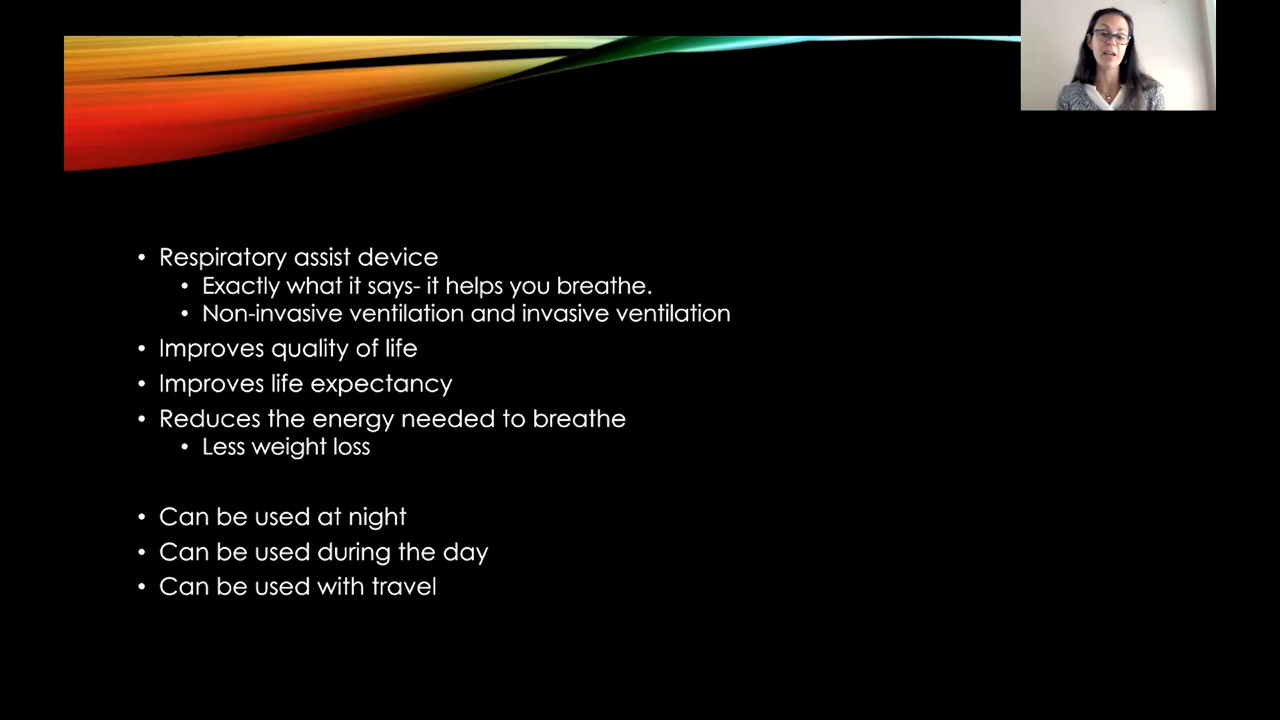 • Respiratory assist device
• Exactly what it says- it helps you breathe.
• Non-invasive ventilation and invasive ventilation
• Improves quality of life
• Improves life expectancy
• Reduces the energy needed to breathe
• Less weight loss
• Can be used at night
• Can be used during the day
• Can be used with travel